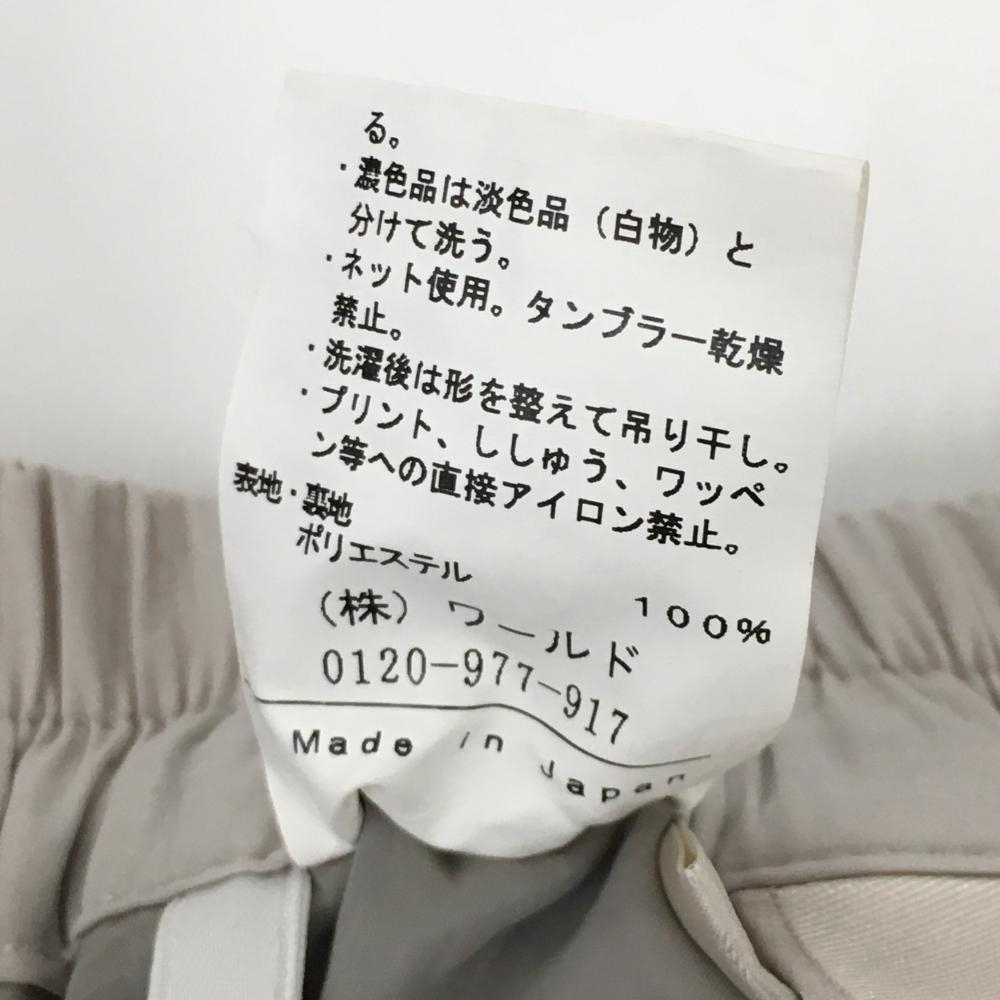 る。
・濃色品は淡色品（白物）と
分けて洗う。
・ネット使用。タンブラー乾燥
禁止。
・洗濯後は形を整えて吊り干し。
・プリント、ししゅう、ワッペ
ン等への直接アイロン禁止。
表地・裏地
ポリエステル 100%
（株）ワールド
0120-977-917
Made in Japan